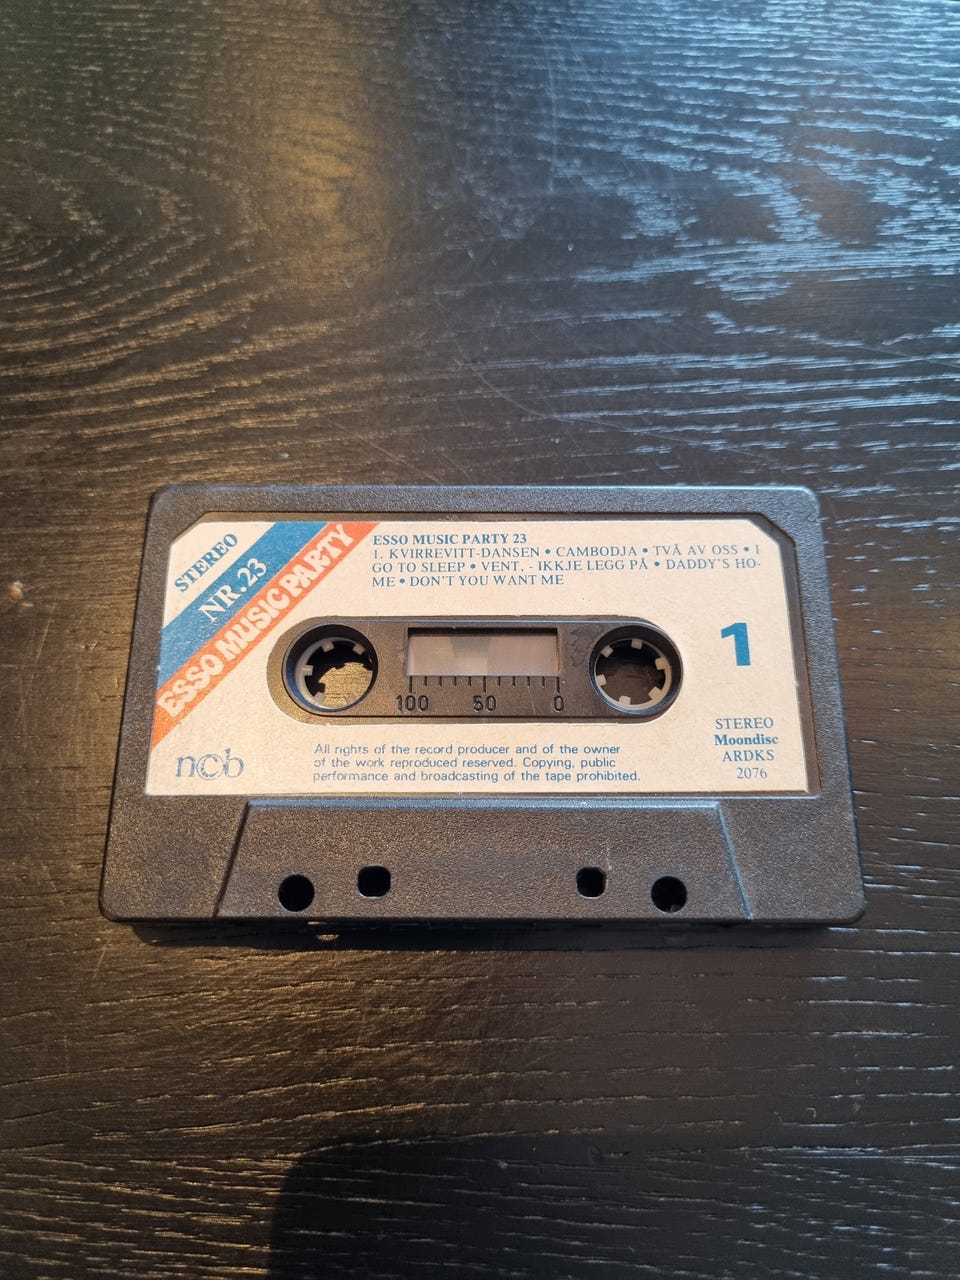 STEREO
NR. 23
ESSO MUSIC PARTY
ESSO MUSIC PARTY 23
1. KVIRREVITT-DANSEN • CAMBODJA • TVÅ AV OSS • I
GO TO SLEEP • VENT, - IKKJE LEGG PÅ • DADDY'S HO-
ME • DON'T YOU WANT ME
1
100 50 0
STEREO
Moondisc
ARDKS
2076
ncb
All rights of the record producer and of the owner
of the work reproduced reserved. Copying, public
performance and broadcasting of the tape prohibited.